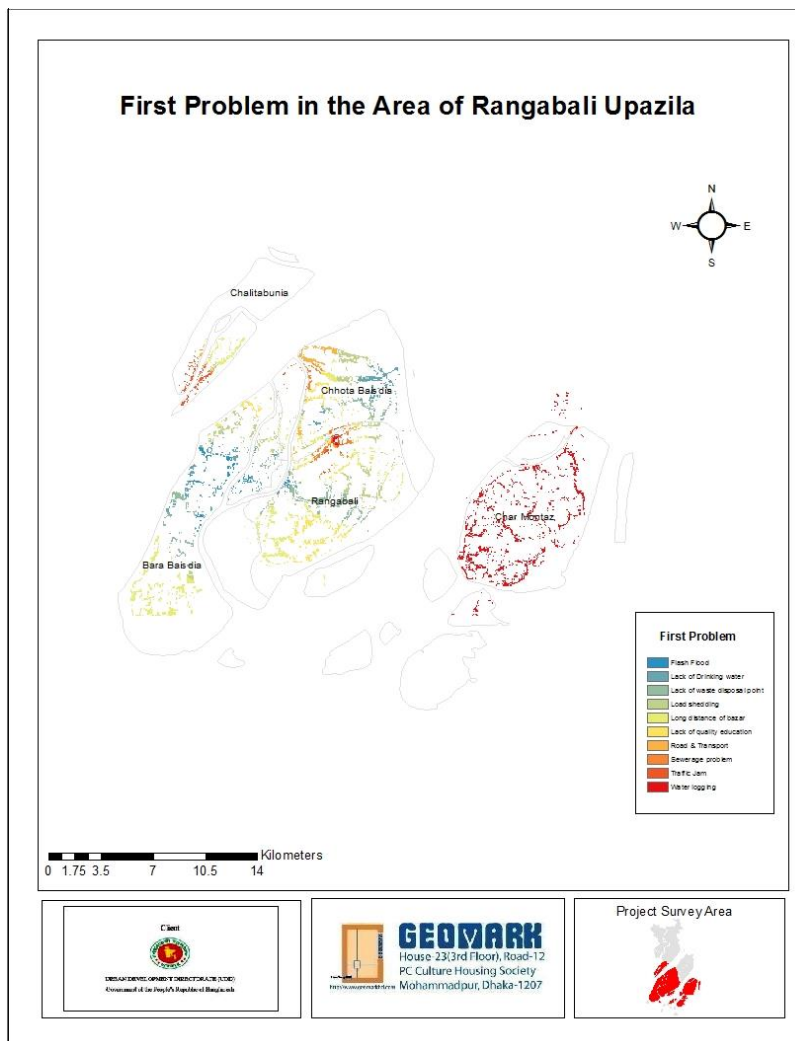 First Problem in the Area of Rangabali Upazila
N
W
E
S
Chalitabunia
Chhota Baisdia
Rangabali
Char Montaz
Bara Baisdia
First Problem
Flash Flood
Lack of Drinking water
Lack of waste disposal point
Load shedding
Long distance of bazar
Lack of quality education
Road & Transport
Sewerage problem
Traffic Jam
Water logging
Kilometers
0 1.75 3.5 7 10.5 14
Client
URBAN DEVELOPMENT DIRECTORATE (UDD)
Government of the People's Republic of Bangladesh
GEOMARK
House-23(3rd Floor), Road-12
PC Culture Housing Society
Mohammadpur, Dhaka-1207
Project Survey Area